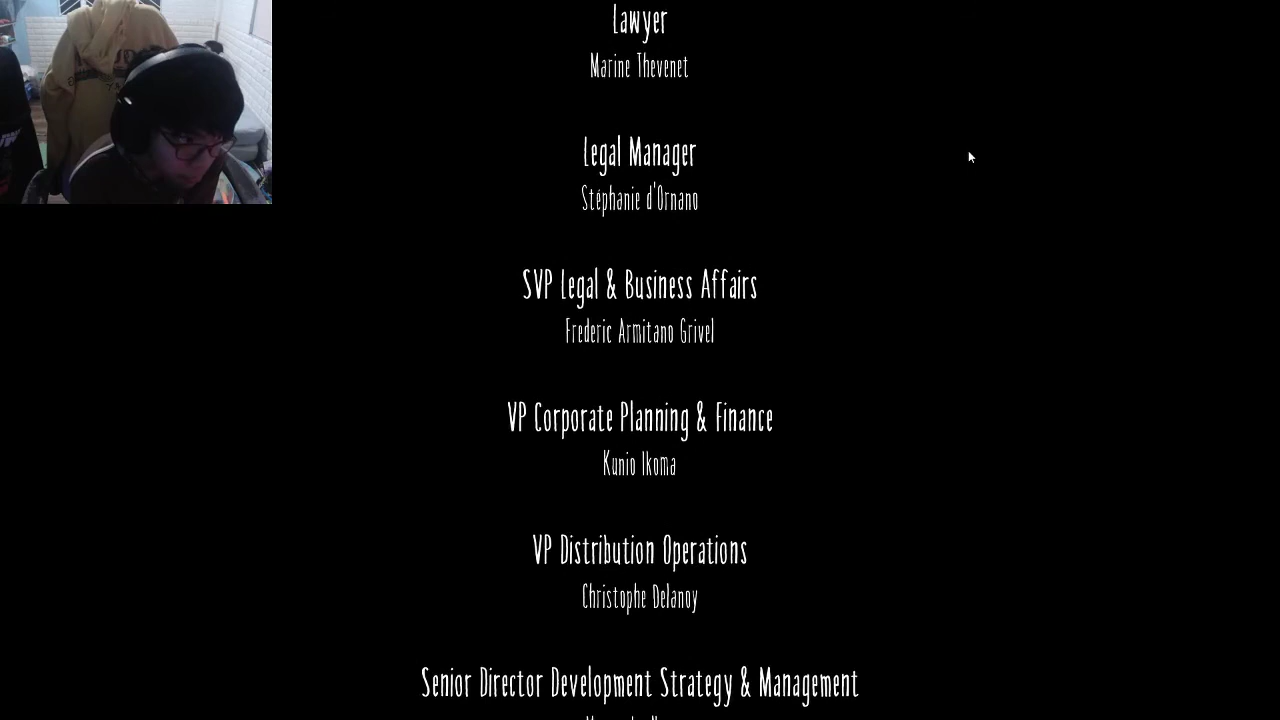 Lawyer
Marine Thevenet
Legal Manager
Stéphanie d'Ornano
SVP Legal & Business Affairs
Frederic Armitano Grivel
VP Corporate Planning & Finance
Kunio Ikoma
VP Distribution Operations
Christophe Delanoy
Senior Director Development Strategy & Management